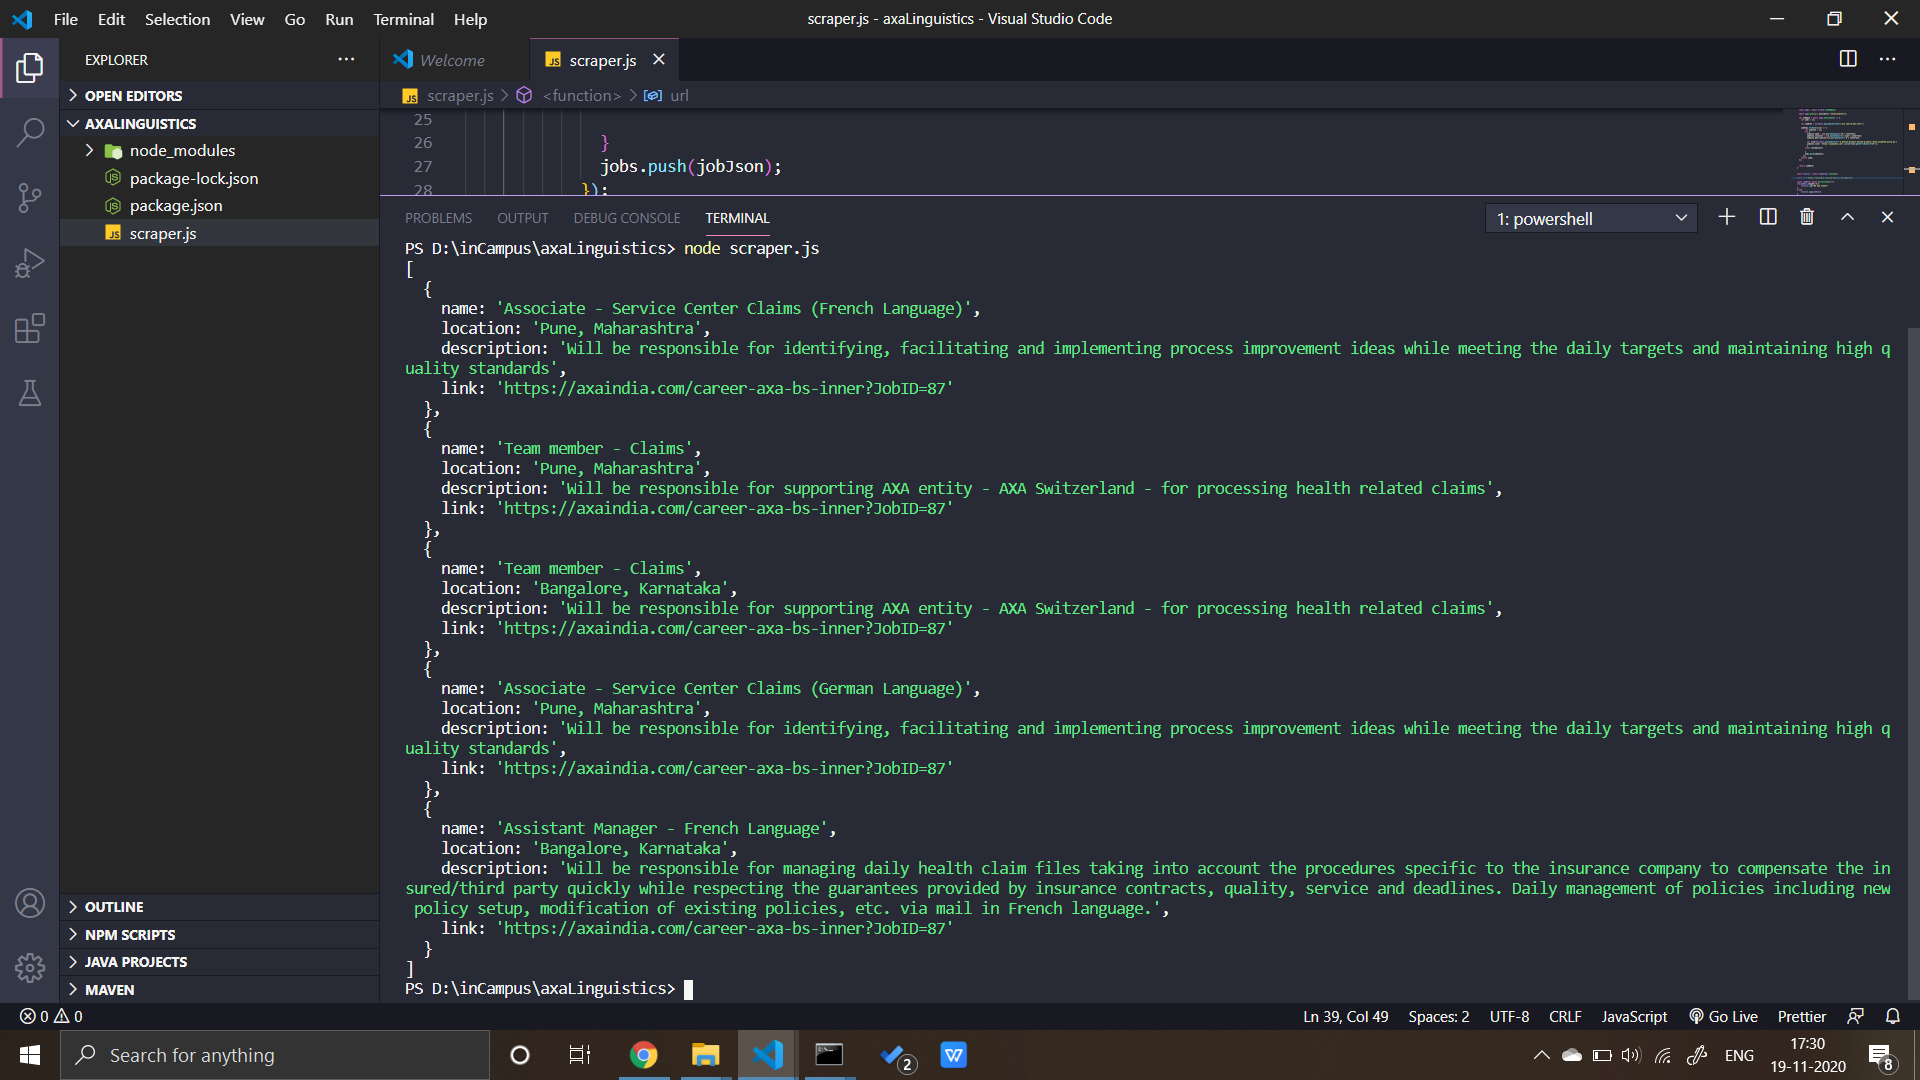 File Edit Selection View Go Run Terminal Help
scraper.js - axaLinguistics - Visual Studio Code
EXPLORER
OPEN EDITORS
AXALINGUISTICS
node_modules
package-lock.json
package.json
scraper.js
OUTLINE
NPM SCRIPTS
JAVA PROJECTS
MAVEN
Welcome
JS scraper.js
JS scraper.js > <function> > url
25
26 }
27 jobs.push(jobJson);
28 });
PROBLEMS OUTPUT DEBUG CONSOLE TERMINAL
1: powershell
PS D:\inCampus\axaLinguistics> node scraper.js
[
{
name: 'Associate - Service Center Claims (French Language)',
location: 'Pune, Maharashtra',
description: 'Will be responsible for identifying, facilitating and implementing process improvement ideas while meeting the daily targets and maintaining high q
uality standards',
link: 'https://axaindia.com/career-axa-bs-inner?JobID=87'
},
{
name: 'Team member - Claims',
location: 'Pune, Maharashtra',
description: 'Will be responsible for supporting AXA entity - AXA Switzerland - for processing health related claims',
link: 'https://axaindia.com/career-axa-bs-inner?JobID=87'
},
{
name: 'Team member - Claims',
location: 'Bangalore, Karnataka',
description: 'Will be responsible for supporting AXA entity - AXA Switzerland - for processing health related claims',
link: 'https://axaindia.com/career-axa-bs-inner?JobID=87'
},
{
name: 'Associate - Service Center Claims (German Language)',
location: 'Pune, Maharashtra',
description: 'Will be responsible for identifying, facilitating and implementing process improvement ideas while meeting the daily targets and maintaining high q
uality standards',
link: 'https://axaindia.com/career-axa-bs-inner?JobID=87'
},
{
name: 'Assistant Manager - French Language',
location: 'Bangalore, Karnataka',
description: 'Will be responsible for managing daily health claim files taking into account the procedures specific to the insurance company to compensate the in
sured/third party quickly while respecting the guarantees provided by insurance contracts, quality, service and deadlines. Daily management of policies including new
policy setup, modification of existing policies, etc. via mail in French language.',
link: 'https://axaindia.com/career-axa-bs-inner?JobID=87'
}
]
PS D:\inCampus\axaLinguistics>
0 0
Ln 39, Col 49 Spaces: 2 UTF-8 CRLF JavaScript Go Live Prettier
Search for anything
2
W
ENG
17:30
19-11-2020
8